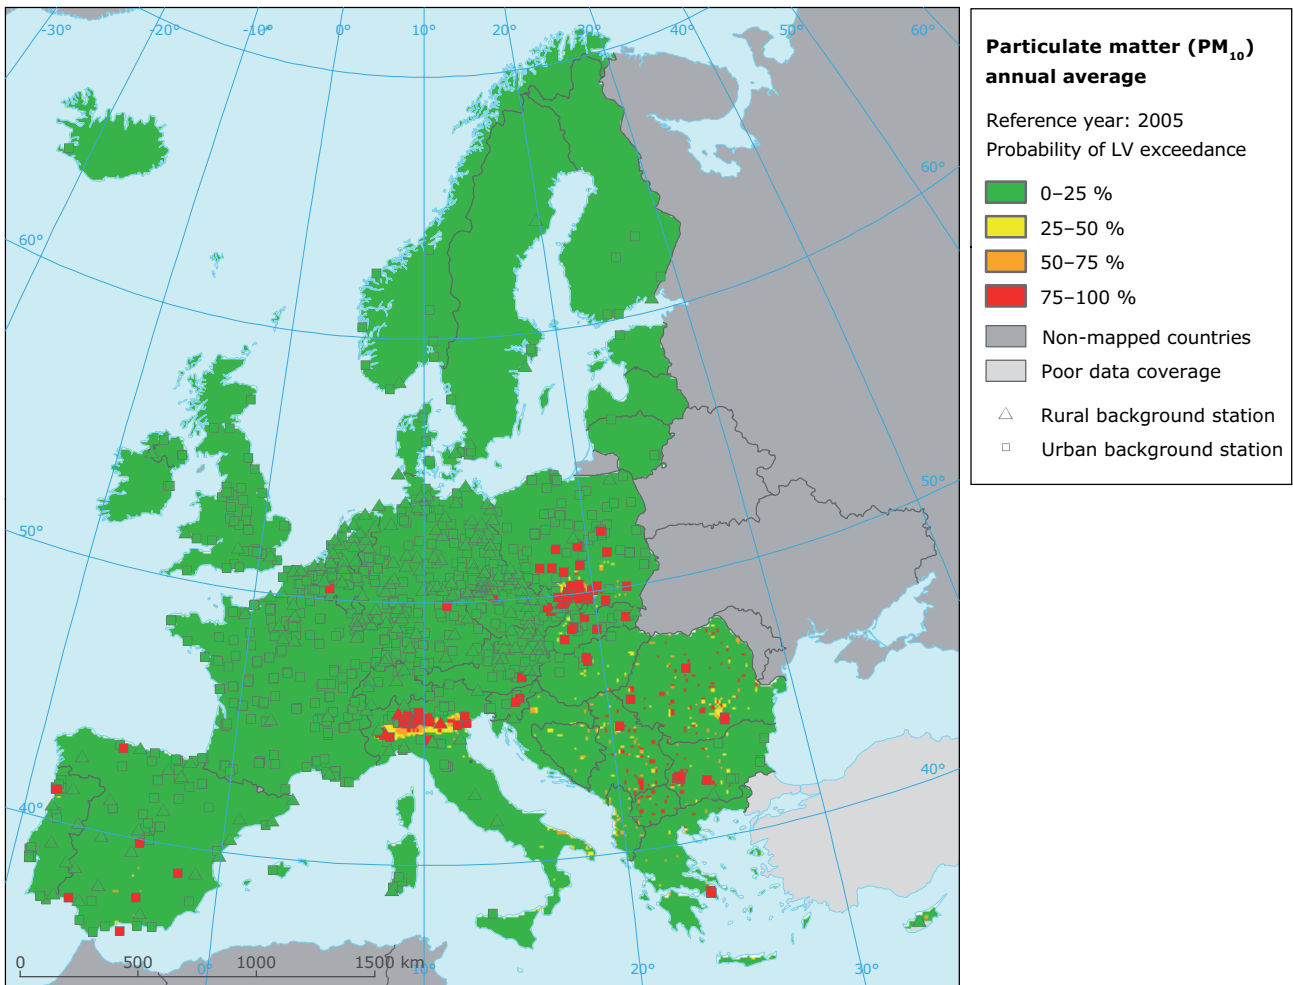 -30° -20° -10° 0° 10° 20° 30° 40° 50° 60°
60°
60°
50°
50°
40°
40°
0 500 1000 1500 km
0° 10° 20° 30°
Particulate matter (PM₁₀)
annual average
Reference year: 2005
Probability of LV exceedance
0–25 %
25–50 %
50–75 %
75–100 %
Non-mapped countries
Poor data coverage
Rural background station
Urban background station